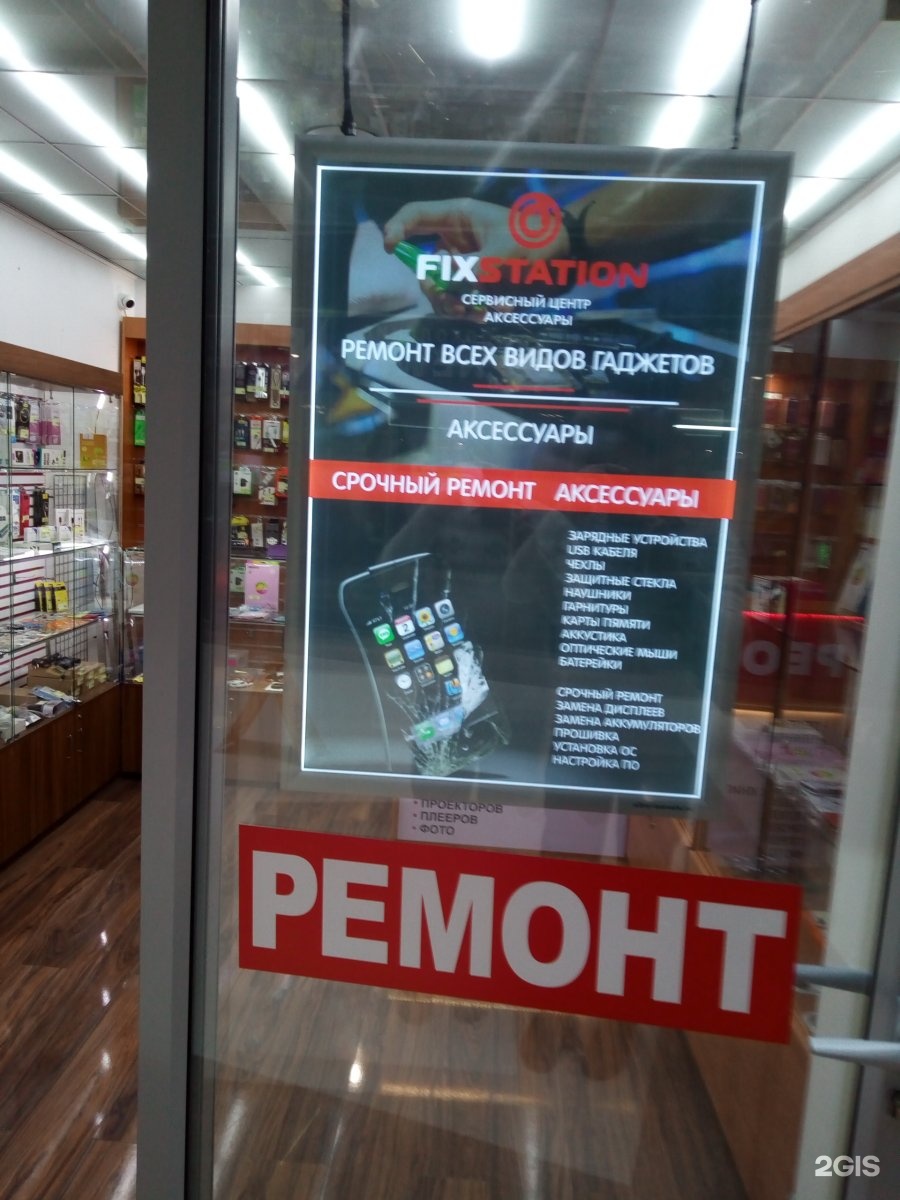 FIXSTATION
СЕРВИСНЫЙ ЦЕНТР
АКСЕССУАРЫ
РЕМОНТ ВСЕХ ВИДОВ ГАДЖЕТОВ
АКСЕССУАРЫ
СРОЧНЫЙ РЕМОНТ АКСЕССУАРЫ
ЗАРЯДНЫЕ УСТРОЙСТВА
USB КАБЕЛЯ
ЧЕХЛЫ
ЗАЩИТНЫЕ СТЕКЛА
НАУШНИКИ
ГАРНИТУРЫ
КАРТЫ ПЯМЯТИ
АККУСТИКА
ОПТИЧЕСКИЕ МЫШИ
БАТЕРЕЙКИ
СРОЧНЫЙ РЕМОНТ
ЗАМЕНА ДИСПЛЕЕВ
ЗАМЕНА АККУМУЛЯТОРОВ
ПРОШИВКА
УСТАНОВКА ОС
НАСТРОЙКА ПО
• ПРОЕКТОРОВ
• ПЛЕЕРОВ
• ФОТО
РЕМОНТ
2GIS